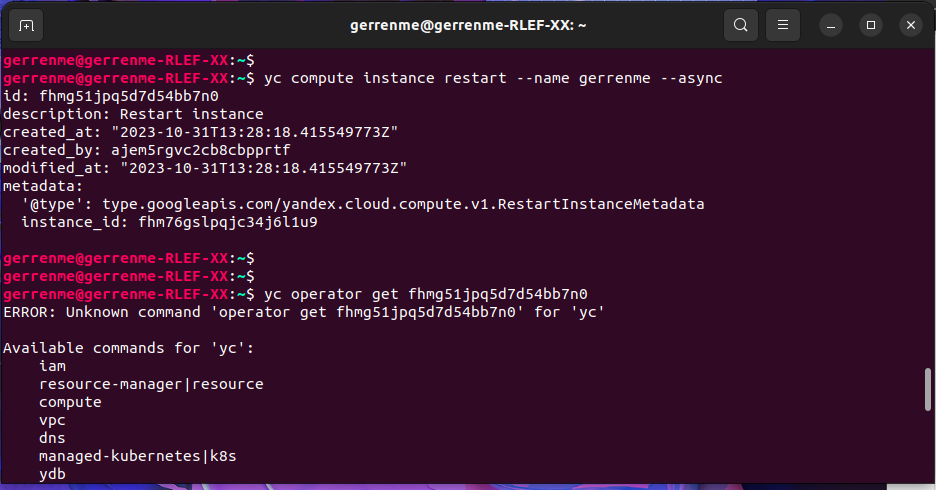 gerrenme@gerrenme-RLEF-XX: ~
gerrenme@gerrenme-RLEF-XX:~$
gerrenme@gerrenme-RLEF-XX:~$ yc compute instance restart --name gerrenme --async
id: fhmg51jpq5d7d54bb7n0
description: Restart instance
created_at: "2023-10-31T13:28:18.415549773Z"
created_by: ajem5rgvc2cb8cbpprtf
modified_at: "2023-10-31T13:28:18.415549773Z"
metadata:
  '@type': type.googleapis.com/yandex.cloud.compute.v1.RestartInstanceMetadata
  instance_id: fhm76gslpqjc34j6l1u9
gerrenme@gerrenme-RLEF-XX:~$
gerrenme@gerrenme-RLEF-XX:~$
gerrenme@gerrenme-RLEF-XX:~$ yc operator get fhmg51jpq5d7d54bb7n0
ERROR: Unknown command 'operator get fhmg51jpq5d7d54bb7n0' for 'yc'
Available commands for 'yc':
    iam
    resource-manager|resource
    compute
    vpc
    dns
    managed-kubernetes|k8s
    ydb